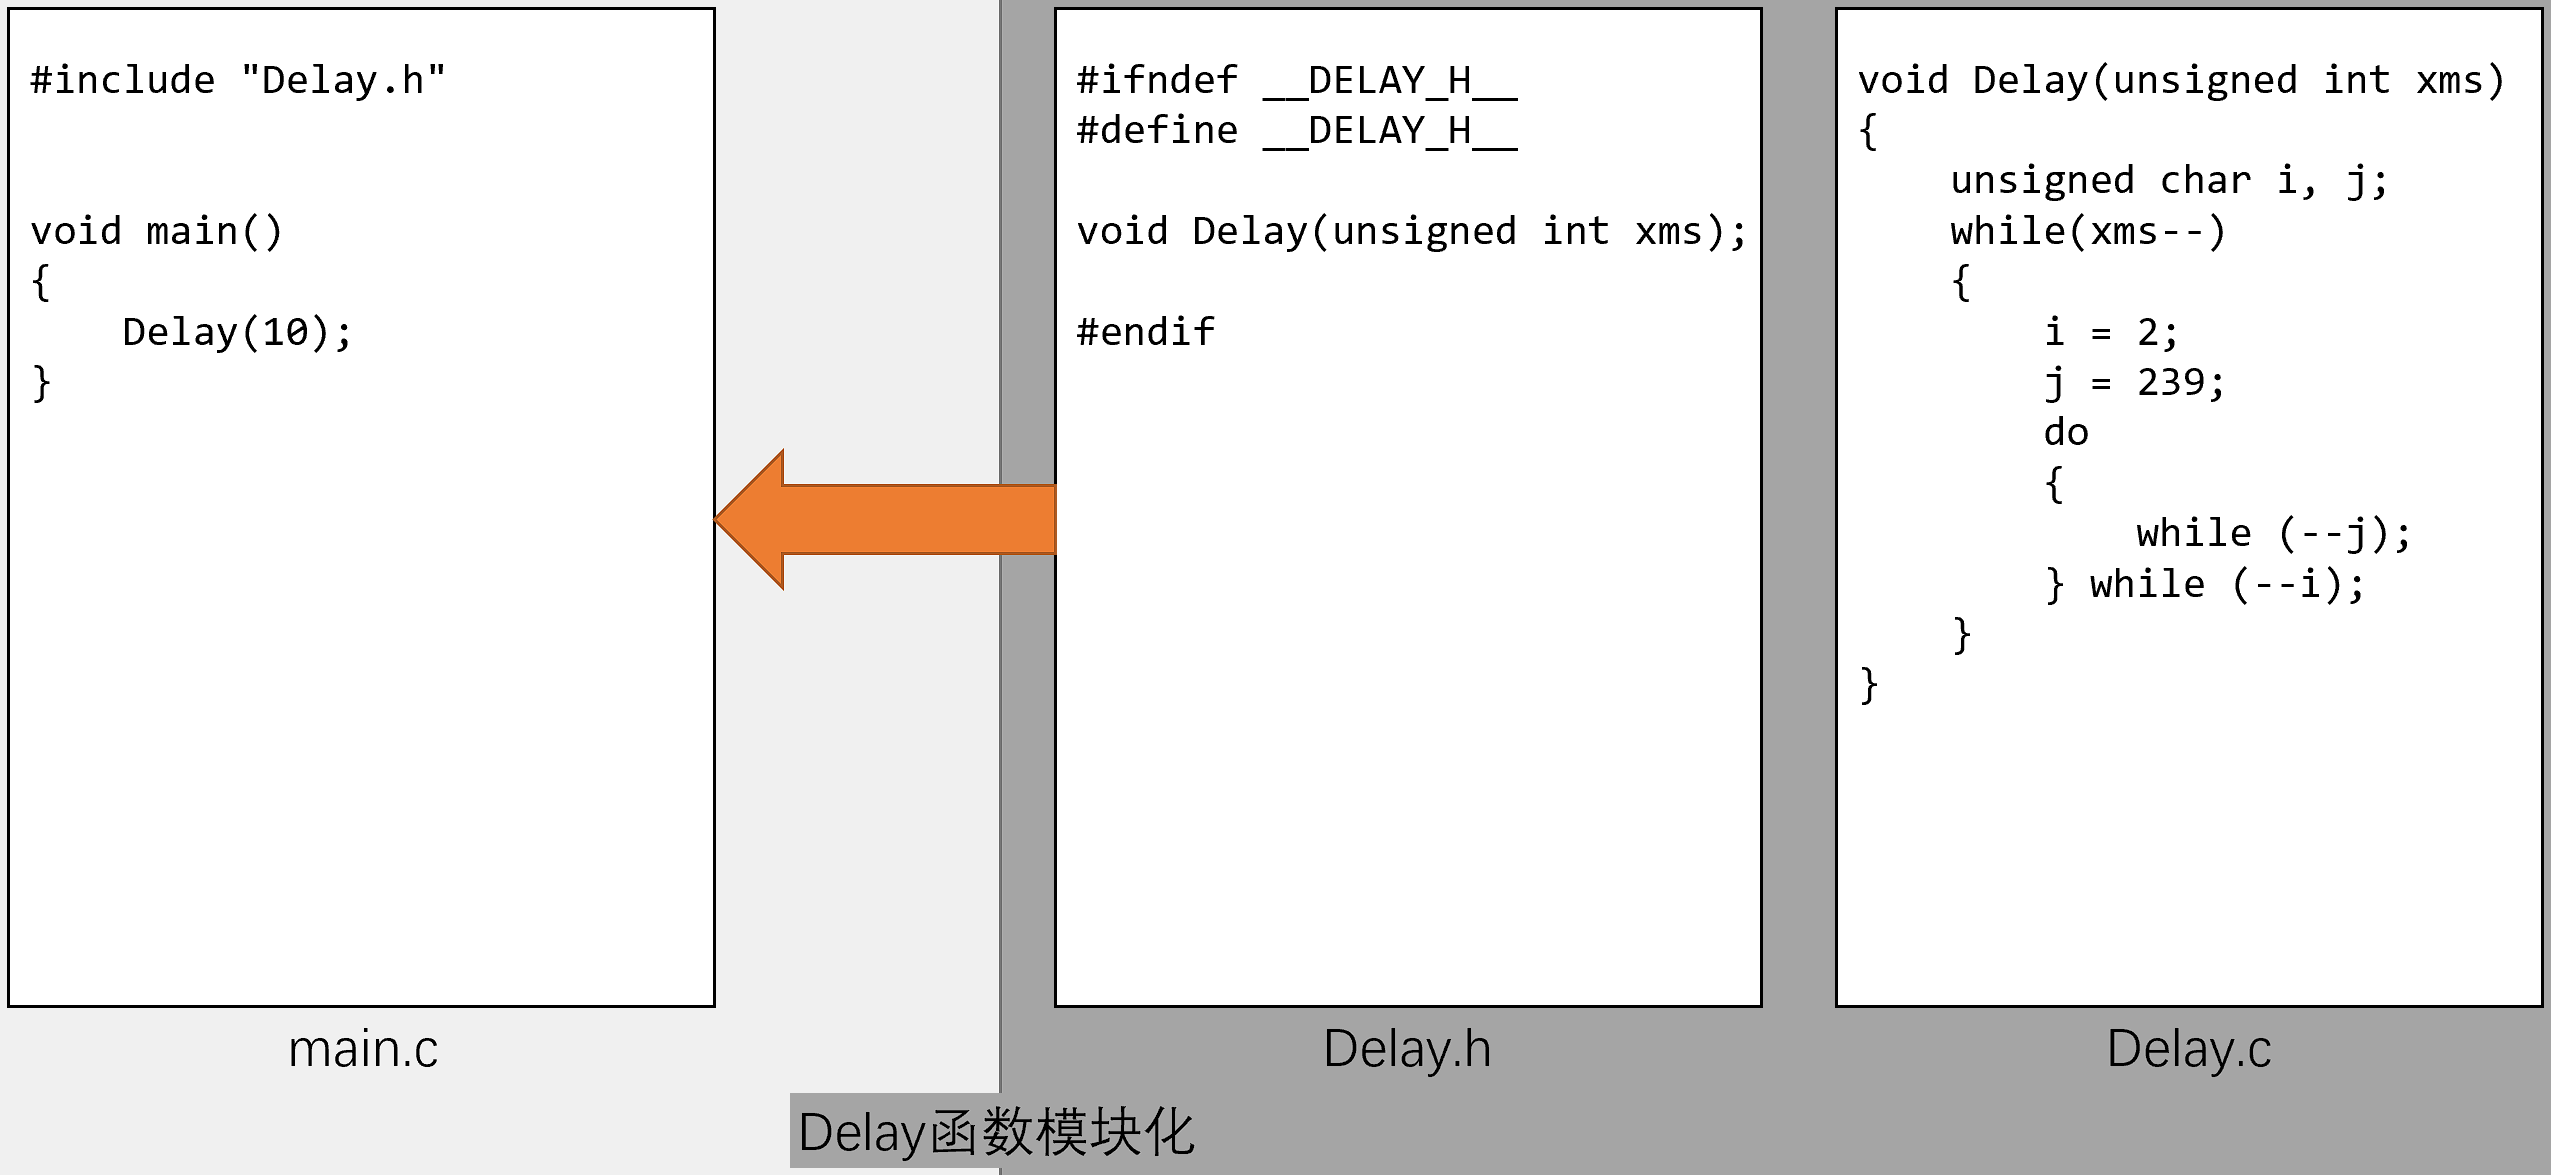 #include "Delay.h"
void main()
{
    Delay(10);
}
main.c
#ifndef __DELAY_H__
#define __DELAY_H__
void Delay(unsigned int xms);
#endif
Delay.h
void Delay(unsigned int xms)
{
    unsigned char i, j;
    while(xms--)
    {
        i = 2;
        j = 239;
        do
        {
            while (--j);
        } while (--i);
    }
}
Delay.c
Delay函数模块化